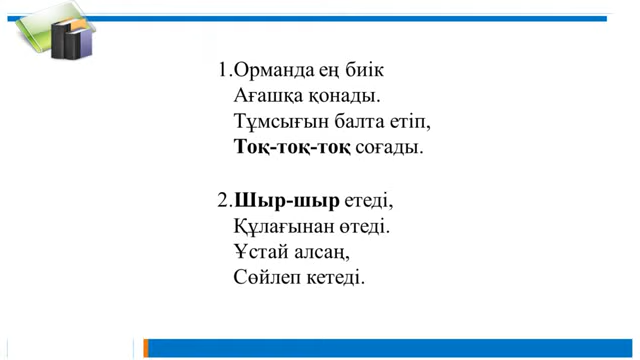 1.Орманда ең биік
Ағашқа қонады.
Тұмсығын балта етіп,
Тоқ-тоқ-тоқ соғады.
2.Шыр-шыр етеді,
Құлағынан өтеді.
Ұстай алсаң,
Сөйлеп кетеді.